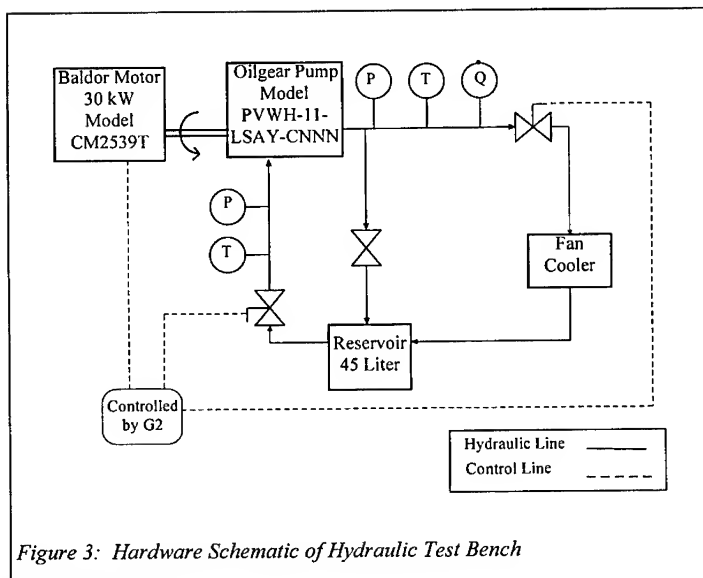 Baldor Motor
30 kW
Model
CM2539T
Oilgear Pump
Model
PVWH-11-
LSAY-CNNN
P
T
Q
P
T
Fan
Cooler
Reservoir
45 Liter
Controlled
by G2
Hydraulic Line
Control Line
Figure 3: Hardware Schematic of Hydraulic Test Bench